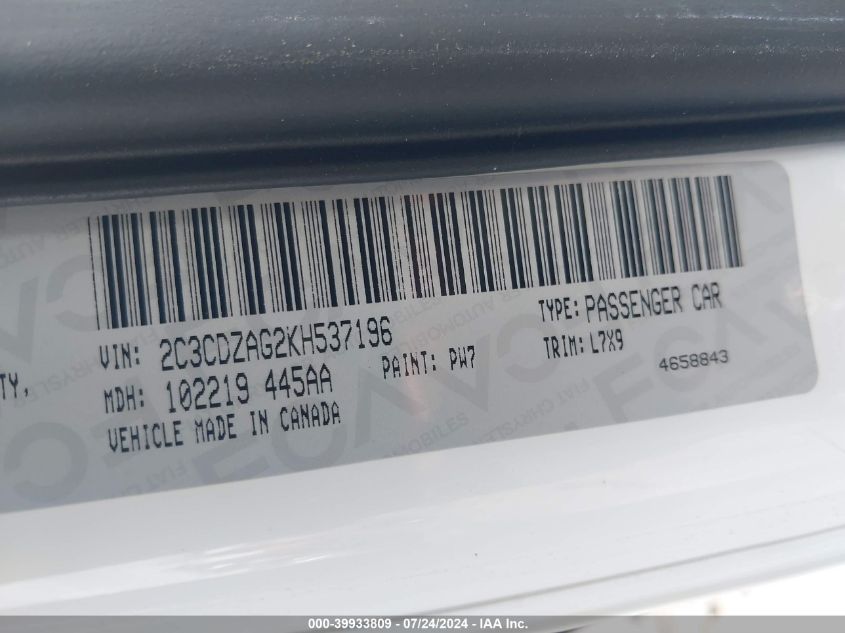 VIN: 2C3CDZAG2KH537196
TYPE: PASSENGER CAR
TY,
MDH: 102219 445AA
PAINT: PW7
TRIM: L7X9
4658843
VEHICLE MADE IN CANADA
000-39933809 - 07/24/2024 - IAA Inc.